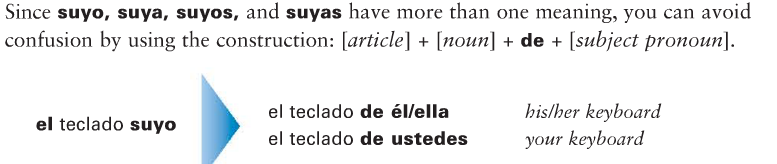 Since suyo, suya, suyos, and suyas have more than one meaning, you can avoid
confusion by using the construction: [article] + [noun] + de + [subject pronoun].
el teclado suyo
el teclado de él/ella his/her keyboard
el teclado de ustedes your keyboard